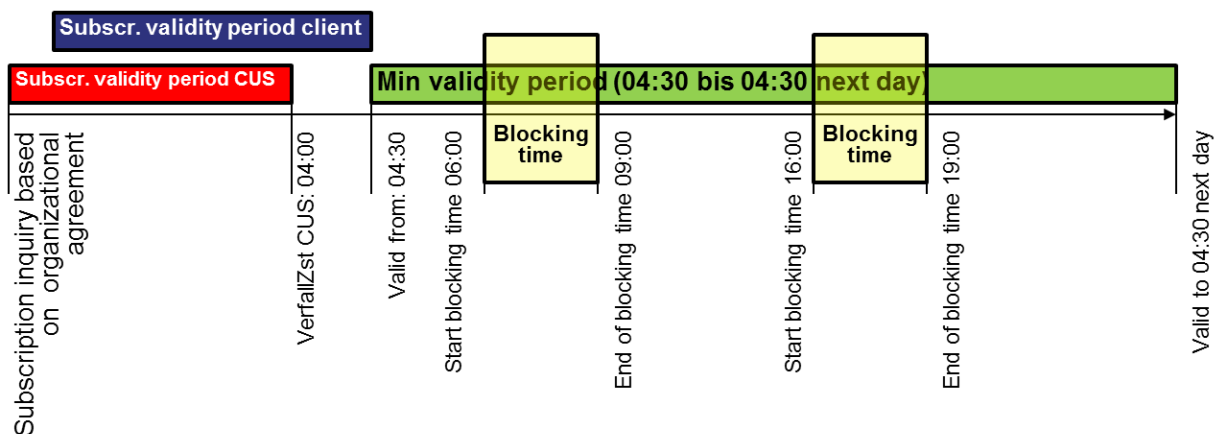 Subscr. validity period client
Subscr. validity period CUS
Min validity period (04:30 bis 04:30 next day)
Blocking
time
Blocking
time
Subscription inquiry based
on organizational
agreement
VerfallZst CUS: 04:00
Valid from: 04:30
Start blocking time 06:00
End of blocking time 09:00
Start blocking time 16:00
End of blocking time 19:00
Valid to 04:30 next day